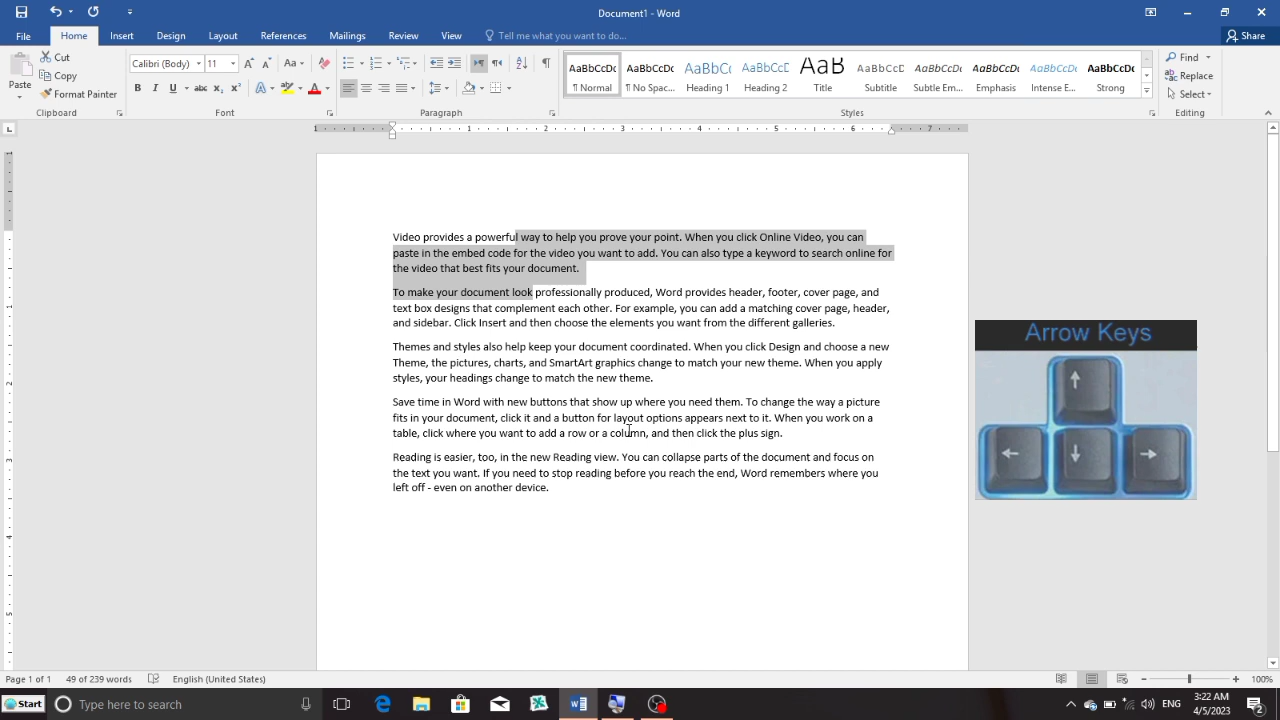 Document1 - Word
File Home Insert Design Layout References Mailings Review View Tell me what you want to do... Share
Cut
Copy
Format Painter
Paste
Clipboard
Calibri (Body) 11
Font
Paragraph
AaBbCcDc AaBbCcDc AaBbCc AaBbCcD AaB AaBbCcD AaBbCcDc AaBbCcDc AaBbCcDc AaBbCcDc
¶ Normal ¶ No Spac... Heading 1 Heading 2 Title Subtitle Subtle Em... Emphasis Intense E... Strong
Styles
Find
Replace
Select
Editing
1 1 2 3 4 5 6 7
Video provides a powerful way to help you prove your point. When you click Online Video, you can
paste in the embed code for the video you want to add. You can also type a keyword to search online for
the video that best fits your document.
To make your document look professionally produced, Word provides header, footer, cover page, and
text box designs that complement each other. For example, you can add a matching cover page, header,
and sidebar. Click Insert and then choose the elements you want from the different galleries.
Themes and styles also help keep your document coordinated. When you click Design and choose a new
Theme, the pictures, charts, and SmartArt graphics change to match your new theme. When you apply
styles, your headings change to match the new theme.
Save time in Word with new buttons that show up where you need them. To change the way a picture
fits in your document, click it and a button for layout options appears next to it. When you work on a
table, click where you want to add a row or a column, and then click the plus sign.
Reading is easier, too, in the new Reading view. You can collapse parts of the document and focus on
the text you want. If you need to stop reading before you reach the end, Word remembers where you
left off - even on another device.
Arrow Keys
Page 1 of 1 49 of 239 words English (United States) 100%
Start Type here to search ENG 3:22 AM
4/5/2023